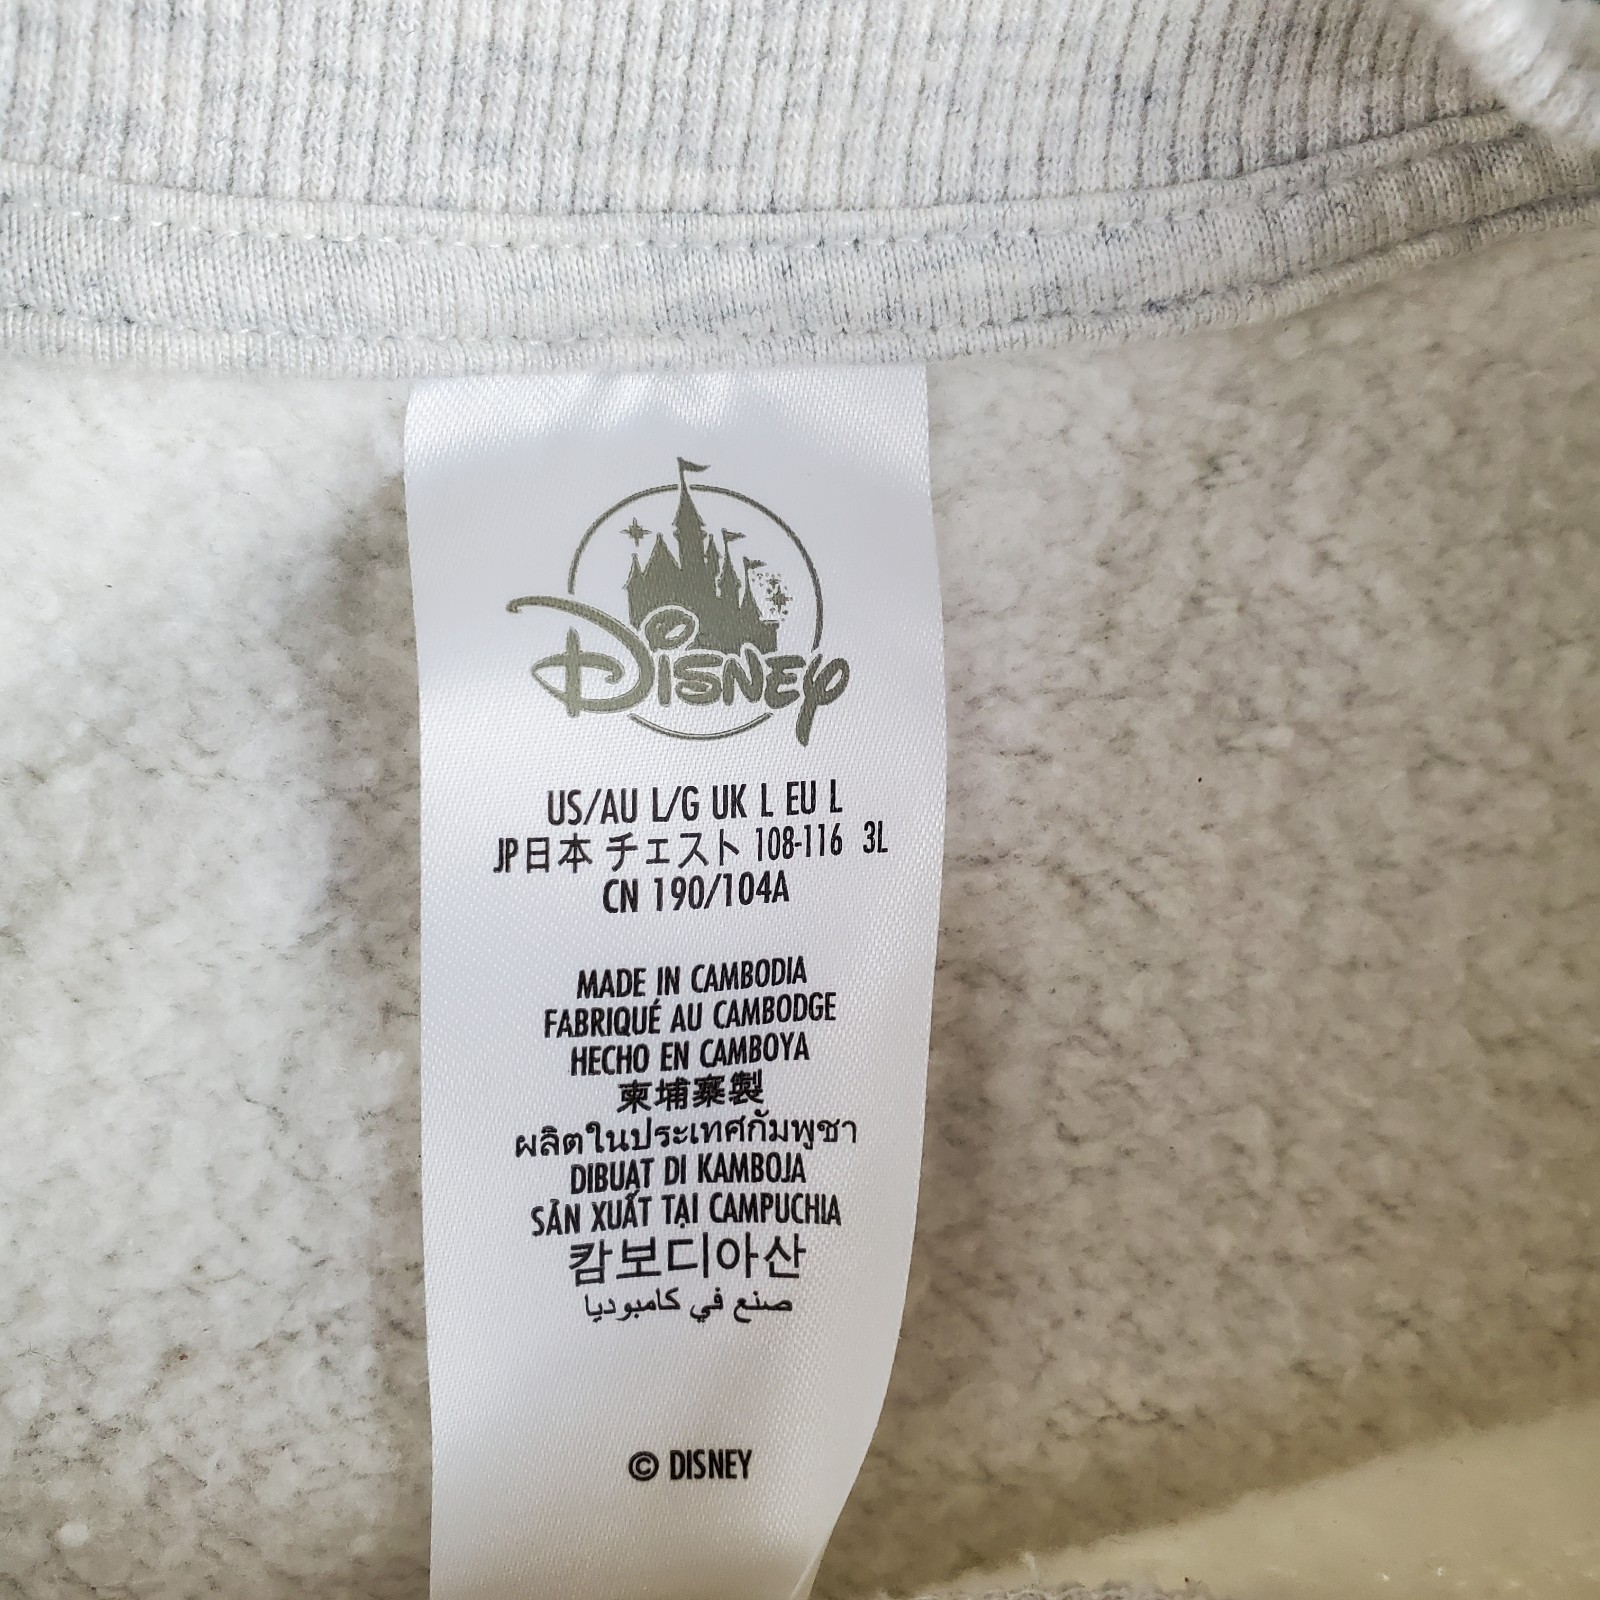 Disney
US/AU L/G UK L EU L
JP日本 チェスト 108-116 3L
CN 190/104A
MADE IN CAMBODIA
FABRIQUÉ AU CAMBODGE
HECHO EN CAMBOYA
柬埔寨製
ผลิตในประเทศกัมพูชา
DIBUAT DI KAMBOJA
SẢN XUẤT TẠI CAMPUCHIA
캄보디아산
صنع في كامبوديا
© DISNEY